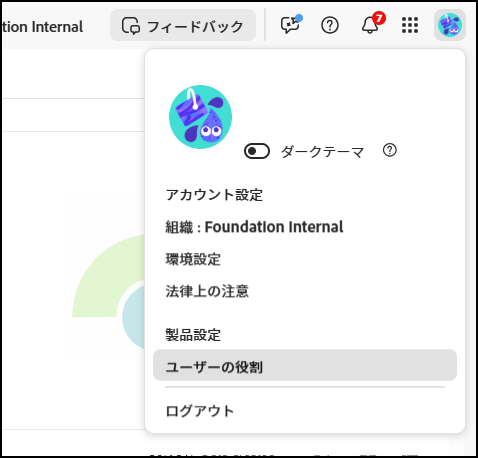 tion Internal
フィードバック
7
ダークテーマ
アカウント設定
組織 : Foundation Internal
環境設定
法律上の注意
製品設定
ユーザーの役割
ログアウト